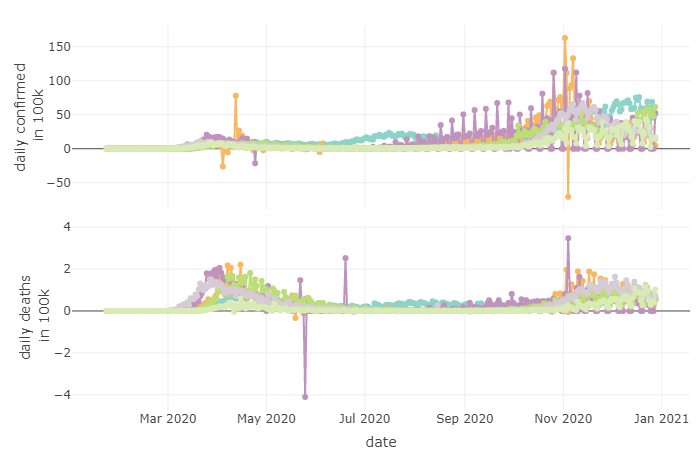 150
100
50
0
−50
daily confirmed
in 100k
4
2
0
−2
−4
daily deaths
in 100k
Mar 2020 May 2020 Jul 2020 Sep 2020 Nov 2020 Jan 2021
date